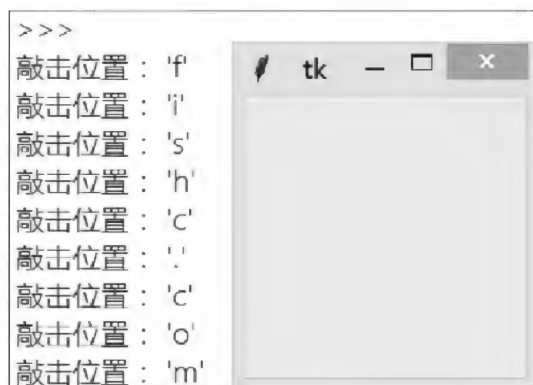 >>>
敲击位置： 'f'
敲击位置： 'i'
敲击位置： 's'
敲击位置： 'h'
敲击位置： 'c'
敲击位置： '.'
敲击位置： 'c'
敲击位置： 'o'
敲击位置： 'm'
tk